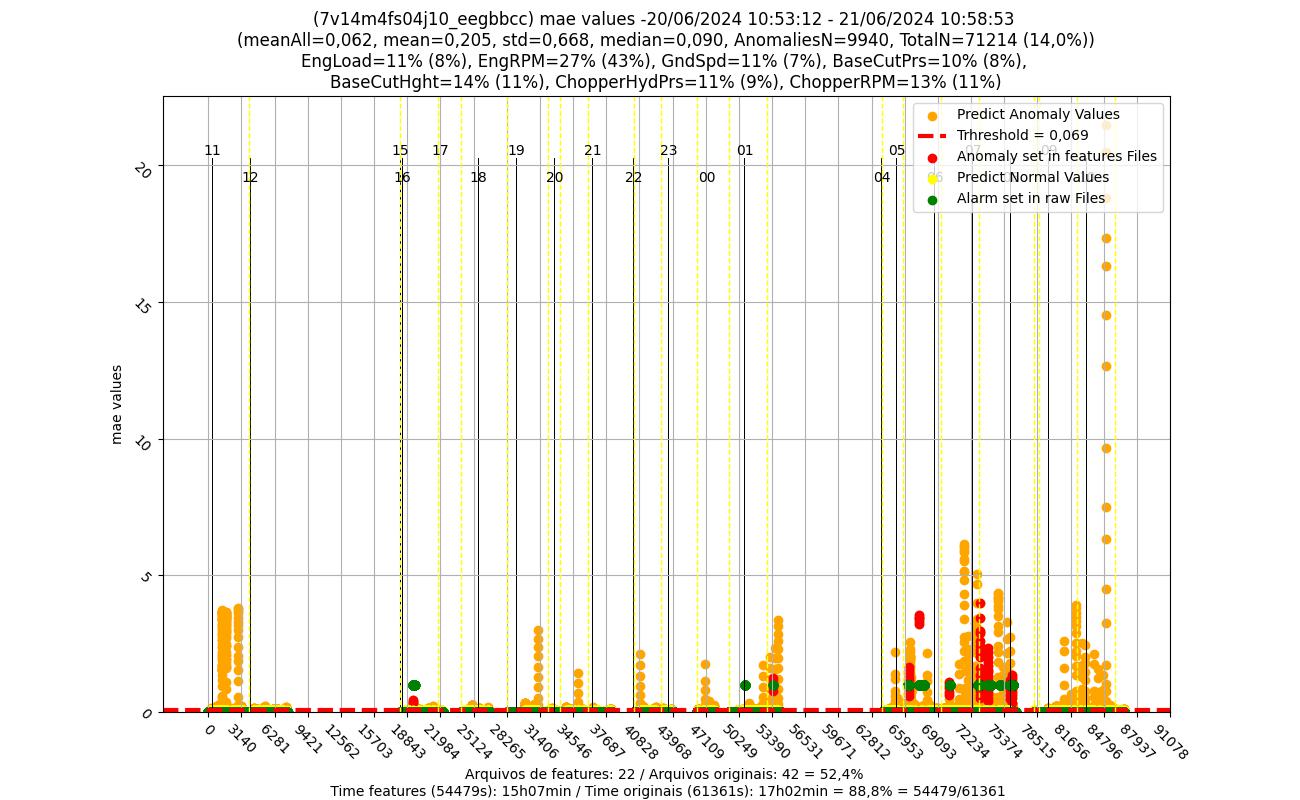 (7v14m4fs04j10_eegbbcc) mae values -20/06/2024 10:53:12 - 21/06/2024 10:58:53
(meanAll=0,062, mean=0,205, std=0,668, median=0,090, AnomaliesN=9940, TotalN=71214 (14,0%))
EngLoad=11% (8%), EngRPM=27% (43%), GndSpd=11% (7%), BaseCutPrs=10% (8%),
BaseCutHght=14% (11%), ChopperHydPrs=11% (9%), ChopperRPM=13% (11%)
Predict Anomaly Values
Trhreshold = 0,069
Anomaly set in features Files
Predict Normal Values
Alarm set in raw Files
11 15 17 19 21 23 01 05 07 09
12 16 18 20 22 00 04 06
mae values
20
15
10
5
0
0 3140 6281 9421 12562 15703 18843 21984 25124 28265 31406 34546 37687 40828 43968 47109 50249 53390 56531 59671 62812 65953 69093 72234 75374 78515 81656 84796 87937 91078
Arquivos de features: 22 / Arquivos originais: 42 = 52,4%
Time features (54479s): 15h07min / Time originais (61361s): 17h02min = 88,8% = 54479/61361